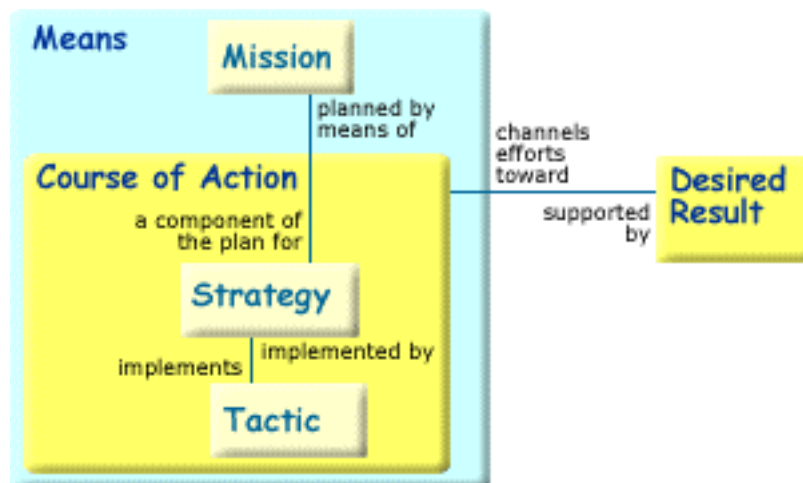 Means
Mission
planned by
means of
channels
efforts
toward
Course of Action
Desired
Result
a component of
the plan for
supported
by
Strategy
implemented by
implements
Tactic